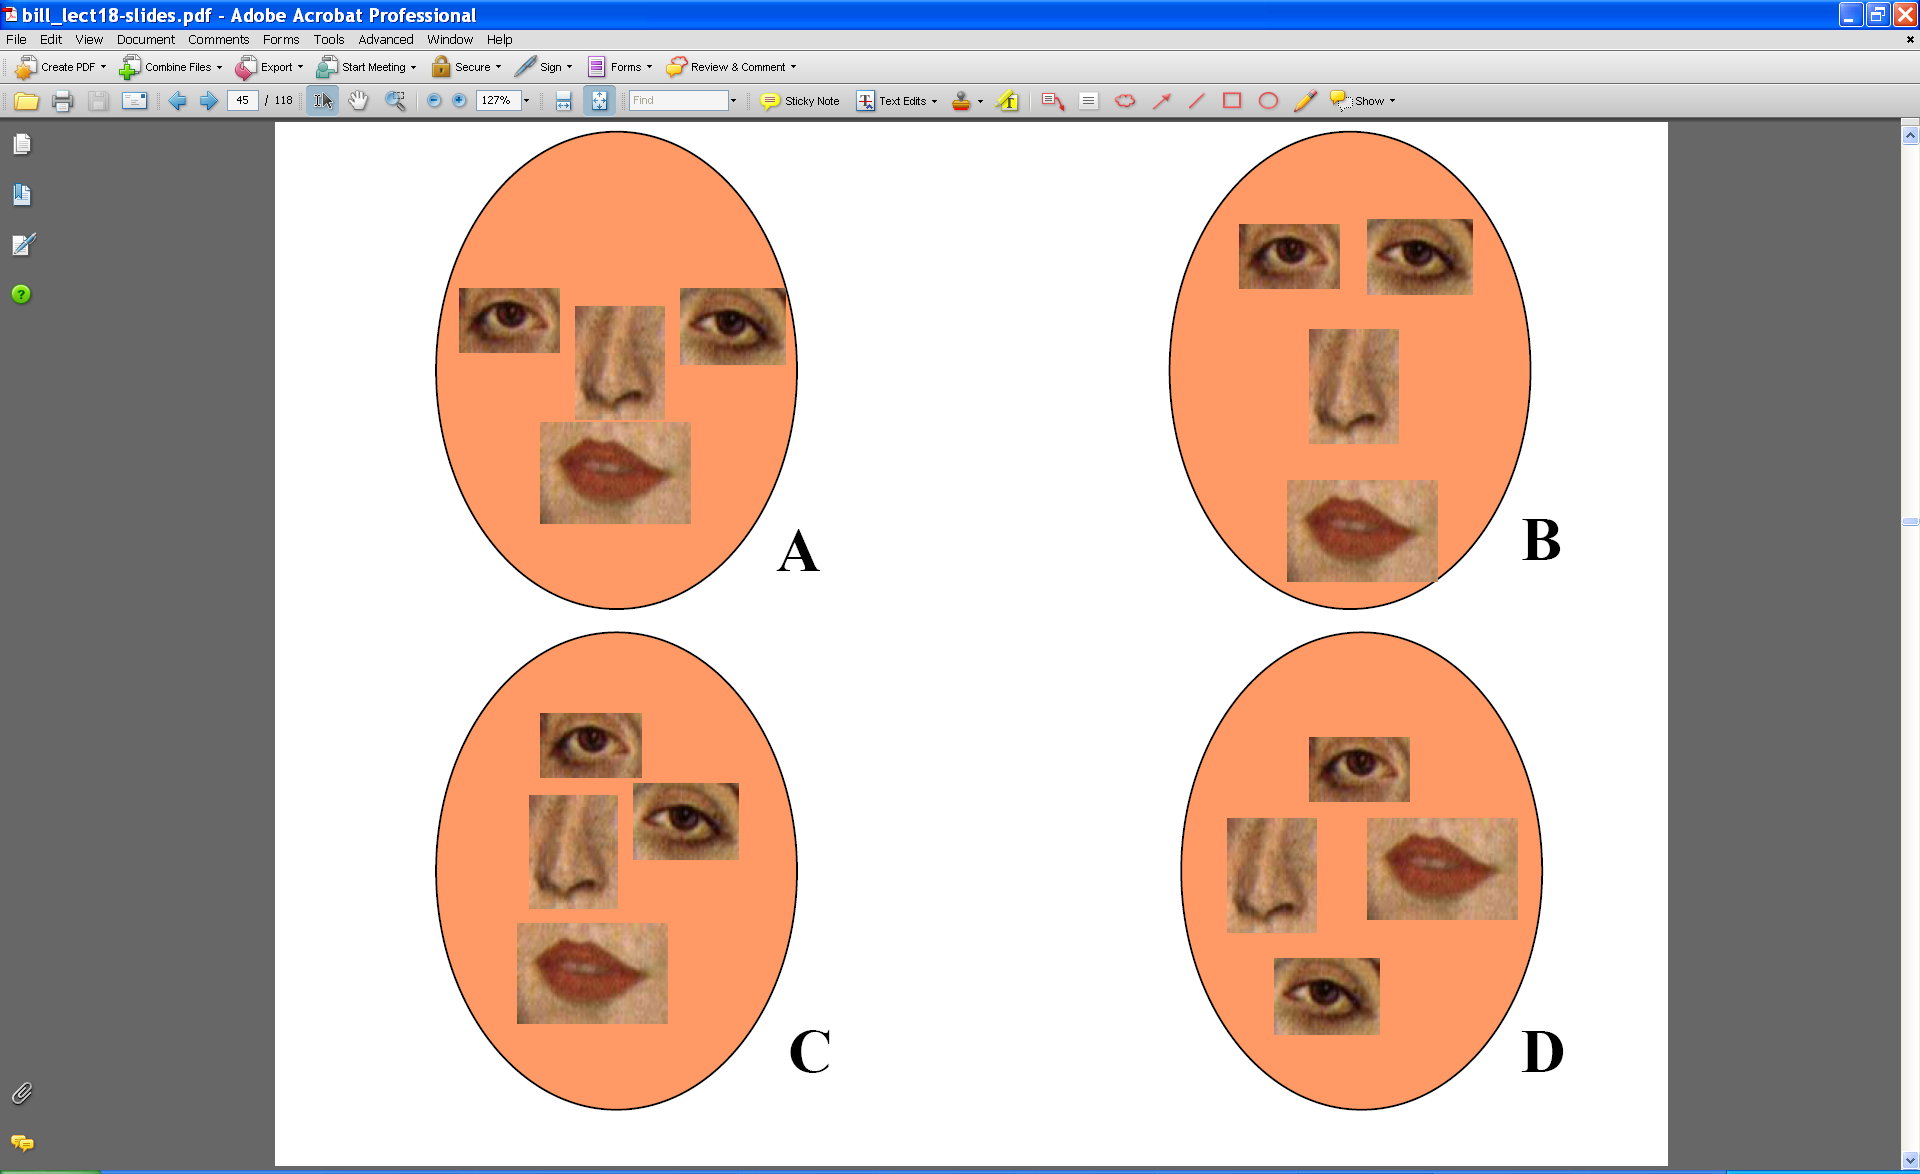 bill_lect18-slides.pdf - Adobe Acrobat Professional
File Edit View Document Comments Forms Tools Advanced Window Help
Create PDF Combine Files Export Start Meeting Secure Sign Forms Review & Comment
45 / 118 127% Find Sticky Note Text Edits Show
A
B
C
D